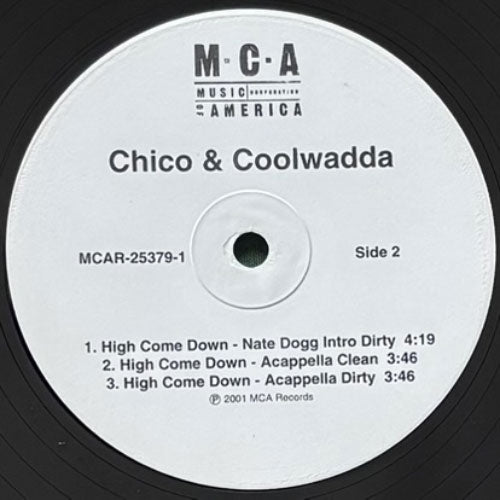 M·C·A
MUSIC CORPORATION
OF AMERICA
Chico & Coolwadda
MCAR-25379-1
Side 2
1. High Come Down - Nate Dogg Intro Dirty 4:19
2. High Come Down - Acappella Clean 3:46
3. High Come Down - Acappella Dirty 3:46
℗ 2001 MCA Records